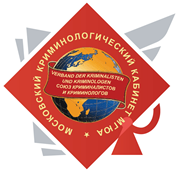 МОСКОВСКИЙ КРИМИНОЛОГИЧЕСКИЙ КАБИНЕТ МГЮА
VERBAND DER KRIMINALISTEN
UND KRIMINOLOGEN
СОЮЗ КРИМИНАЛИСТОВ
И КРИМИНОЛОГОВ